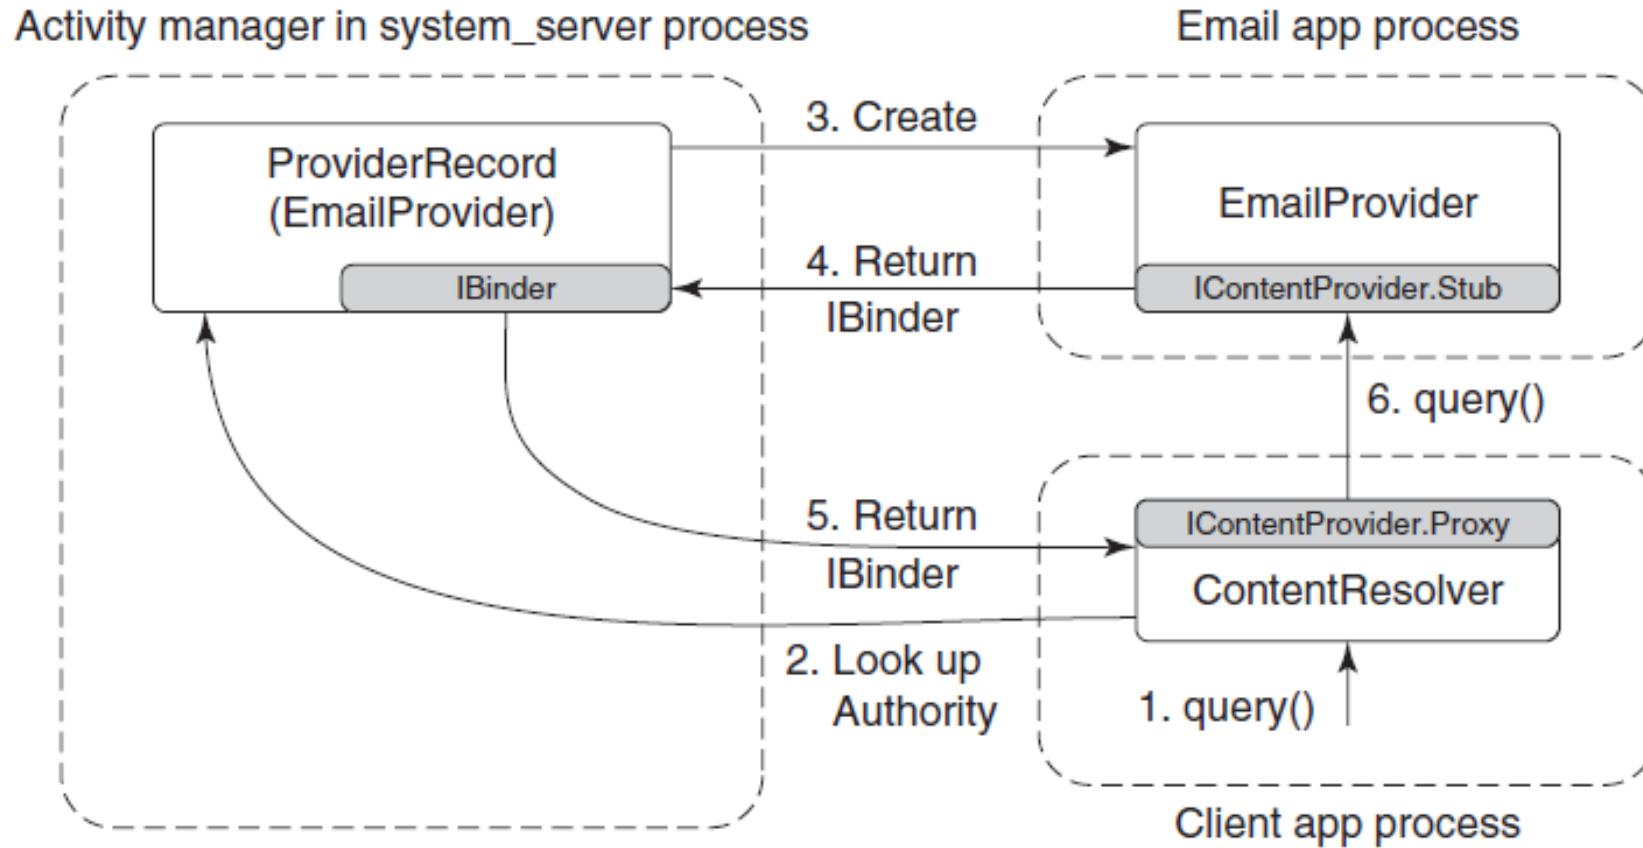 Activity manager in system_server process
Email app process
ProviderRecord
(EmailProvider)
IBinder
3. Create
EmailProvider
4. Return
IBinder
IContentProvider.Stub
6. query()
5. Return
IBinder
IContentProvider.Proxy
ContentResolver
2. Look up
Authority
1. query()
Client app process